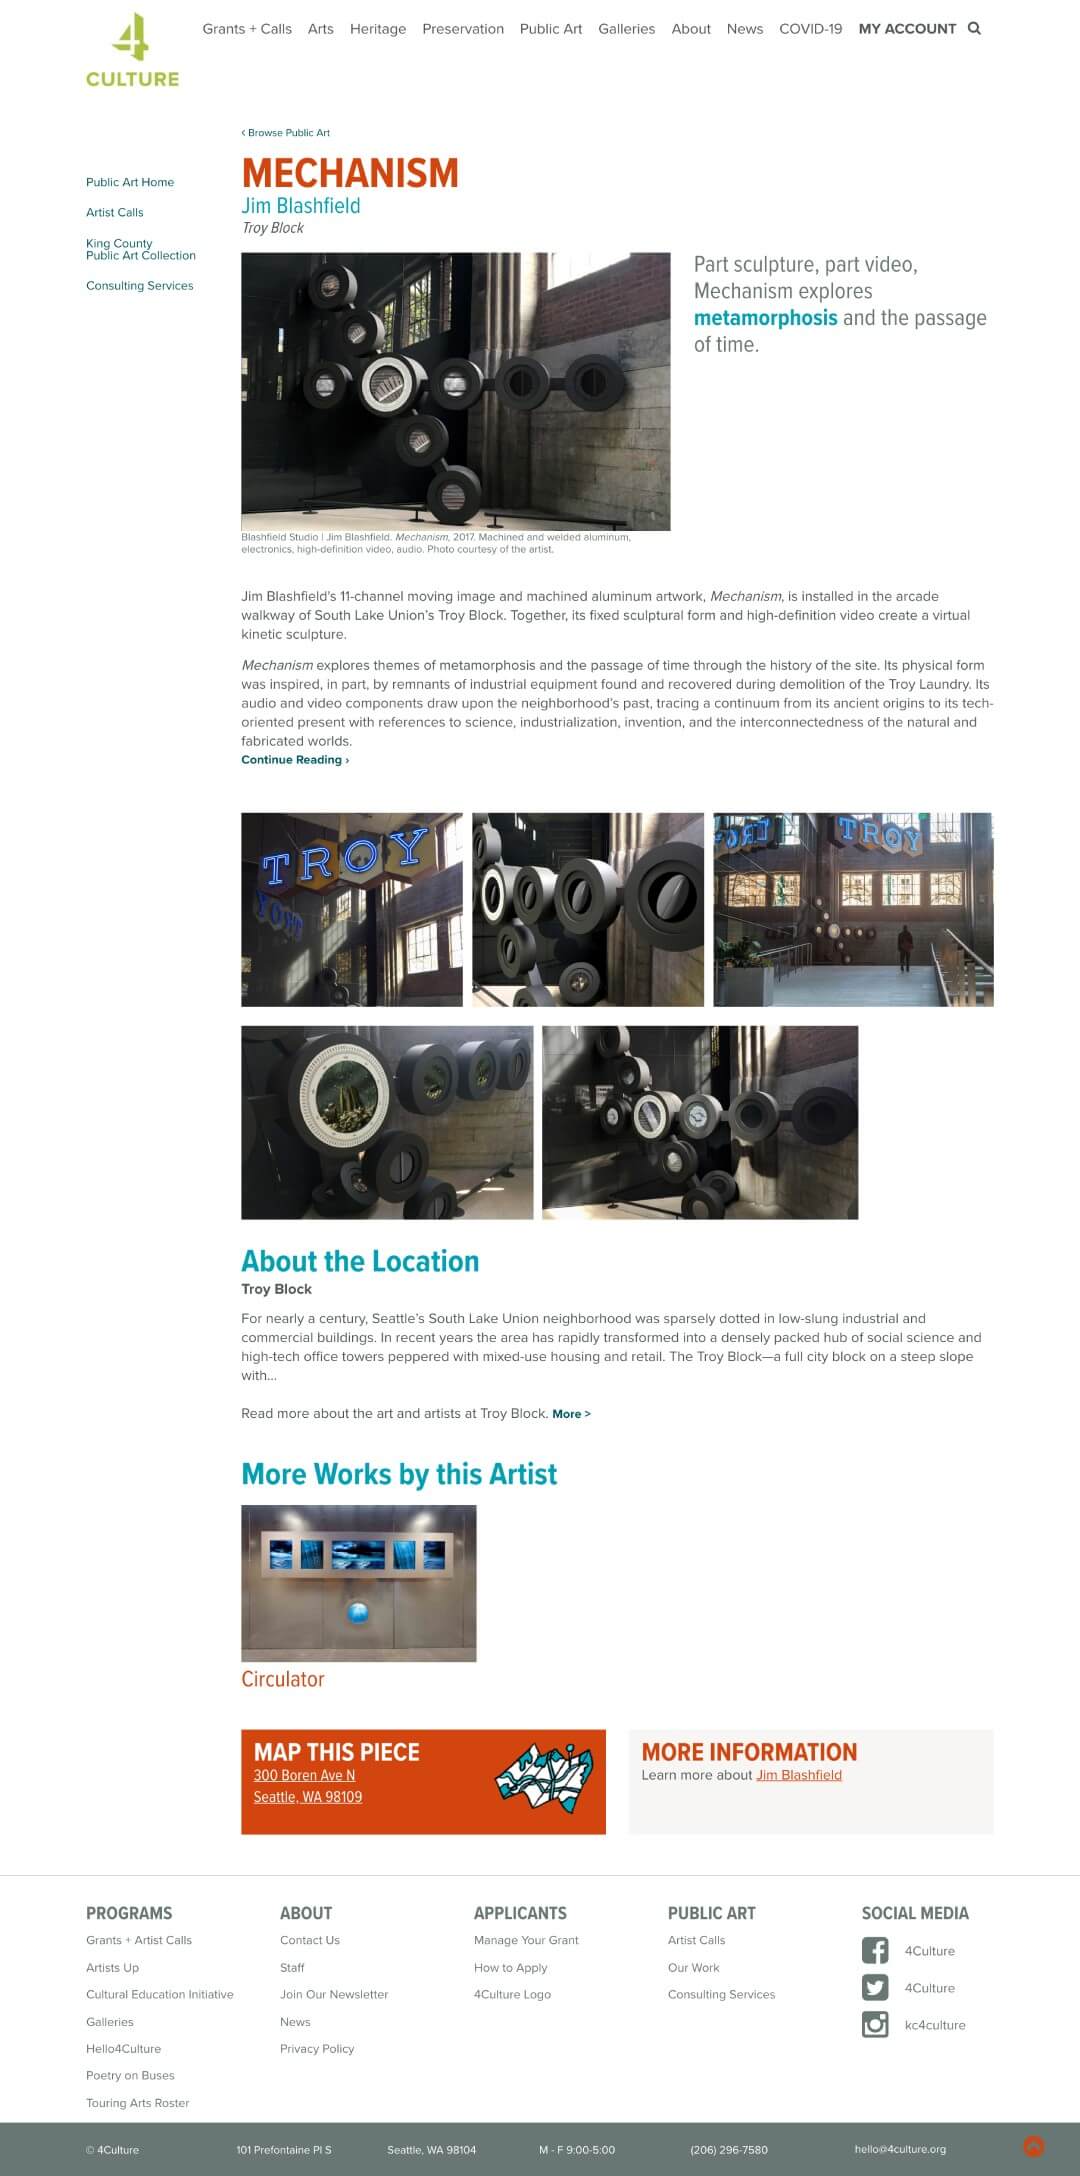 4
CULTURE
Grants + Calls Arts Heritage Preservation Public Art Galleries About News COVID-19 MY ACCOUNT
‹ Browse Public Art
Public Art Home
Artist Calls
King County
Public Art Collection
Consulting Services
MECHANISM
Jim Blashfield
Troy Block
Part sculpture, part video,
Mechanism explores
metamorphosis and the passage
of time.
Blashfield Studio | Jim Blashfield. Mechanism, 2017. Machined and welded aluminum,
electronics, high-definition video, audio. Photo courtesy of the artist.
Jim Blashfield's 11-channel moving image and machined aluminum artwork, Mechanism, is installed in the arcade
walkway of South Lake Union's Troy Block. Together, its fixed sculptural form and high-definition video create a virtual
kinetic sculpture.
Mechanism explores themes of metamorphosis and the passage of time through the history of the site. Its physical form
was inspired, in part, by remnants of industrial equipment found and recovered during demolition of the Troy Laundry. Its
audio and video components draw upon the neighborhood's past, tracing a continuum from its ancient origins to its tech-
oriented present with references to science, industrialization, invention, and the interconnectedness of the natural and
fabricated worlds.
Continue Reading ›
TROY
TROY
About the Location
Troy Block
For nearly a century, Seattle's South Lake Union neighborhood was sparsely dotted in low-slung industrial and
commercial buildings. In recent years the area has rapidly transformed into a densely packed hub of social science and
high-tech office towers peppered with mixed-use housing and retail. The Troy Block—a full city block on a steep slope
with...
Read more about the art and artists at Troy Block. More >
More Works by this Artist
Circulator
MAP THIS PIECE
300 Boren Ave N
Seattle, WA 98109
MORE INFORMATION
Learn more about Jim Blashfield
PROGRAMS
Grants + Artist Calls
Artists Up
Cultural Education Initiative
Galleries
Hello4Culture
Poetry on Buses
Touring Arts Roster
ABOUT
Contact Us
Staff
Join Our Newsletter
News
Privacy Policy
APPLICANTS
Manage Your Grant
How to Apply
4Culture Logo
PUBLIC ART
Artist Calls
Our Work
Consulting Services
SOCIAL MEDIA
4Culture
4Culture
kc4culture
© 4Culture 101 Prefontaine Pl S Seattle, WA 98104 M - F 9:00-5:00 (206) 296-7580 hello@4culture.org